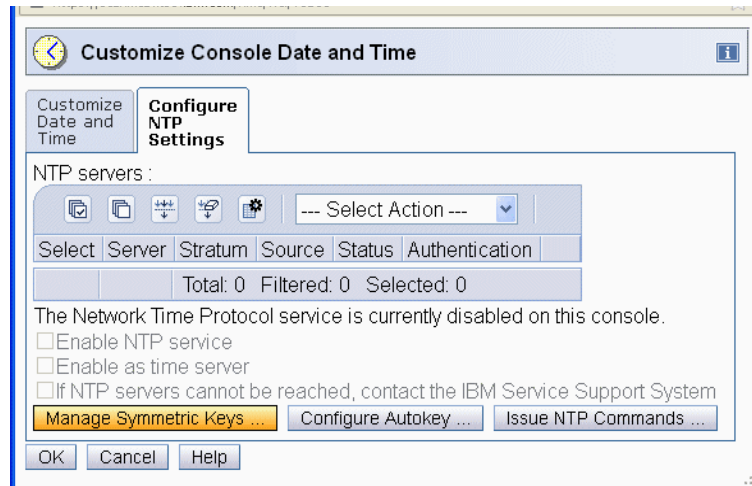 Customize Console Date and Time
Customize
Date and
Time
Configure
NTP
Settings
NTP servers :
--- Select Action ---
Select Server Stratum Source Status Authentication
Total: 0 Filtered: 0 Selected: 0
The Network Time Protocol service is currently disabled on this console.
Enable NTP service
Enable as time server
If NTP servers cannot be reached, contact the IBM Service Support System
Manage Symmetric Keys ... Configure Autokey ... Issue NTP Commands ...
OK Cancel Help